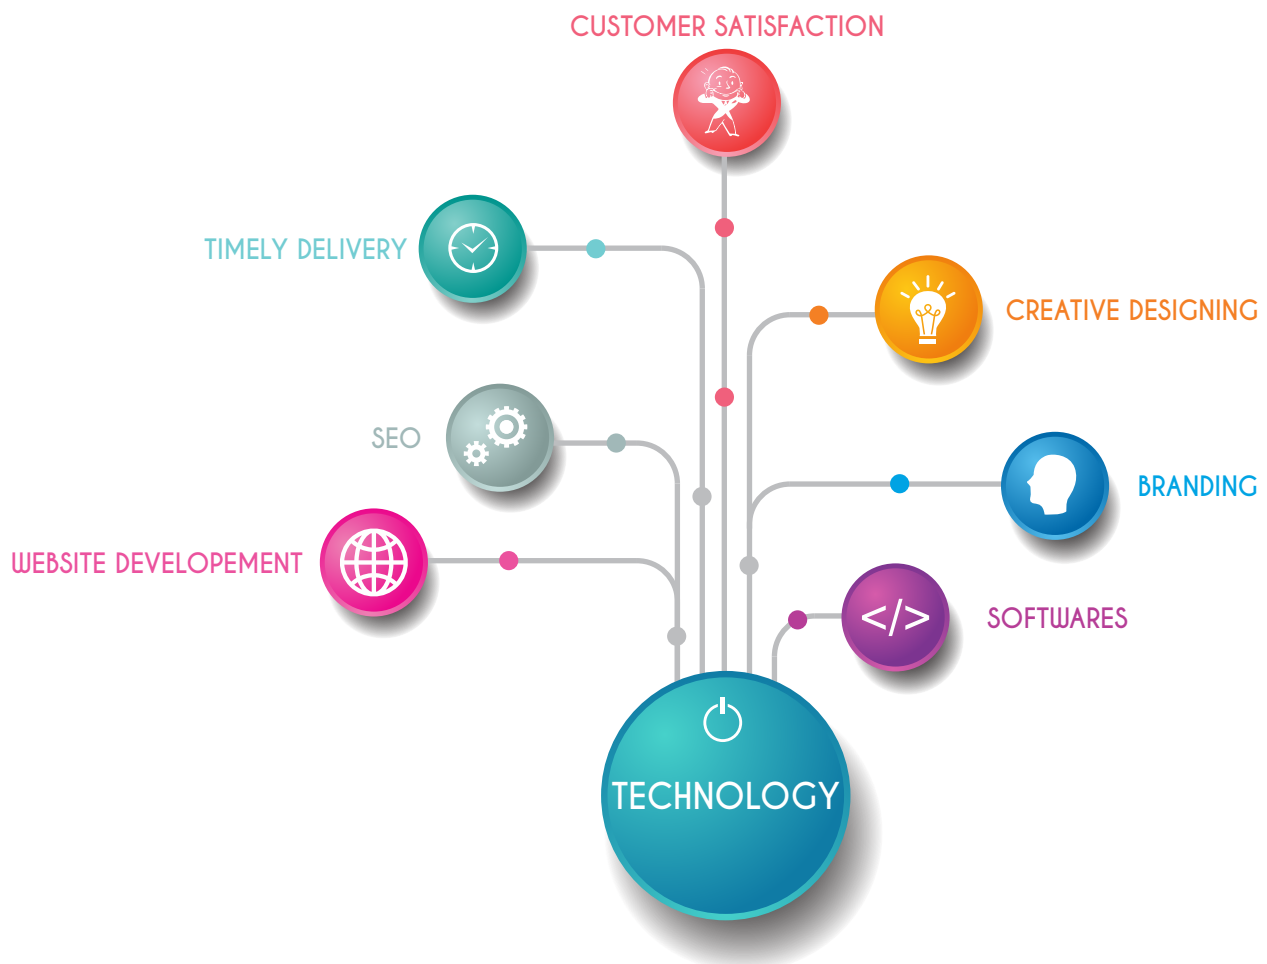 CUSTOMER SATISFACTION
TIMELY DELIVERY
CREATIVE DESIGNING
SEO
BRANDING
WEBSITE DEVELOPEMENT
</>
SOFTWARES
TECHNOLOGY